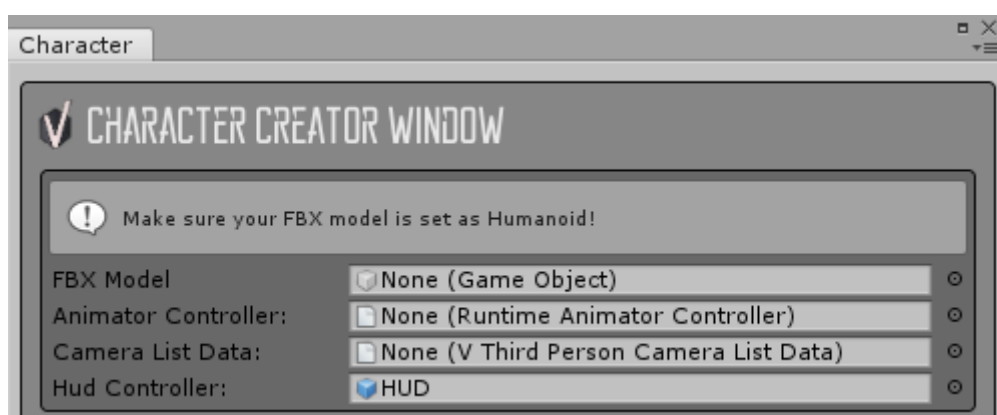 Character
CHARACTER CREATOR WINDOW
Make sure your FBX model is set as Humanoid!
FBX Model None (Game Object)
Animator Controller: None (Runtime Animator Controller)
Camera List Data: None (V Third Person Camera List Data)
Hud Controller: HUD